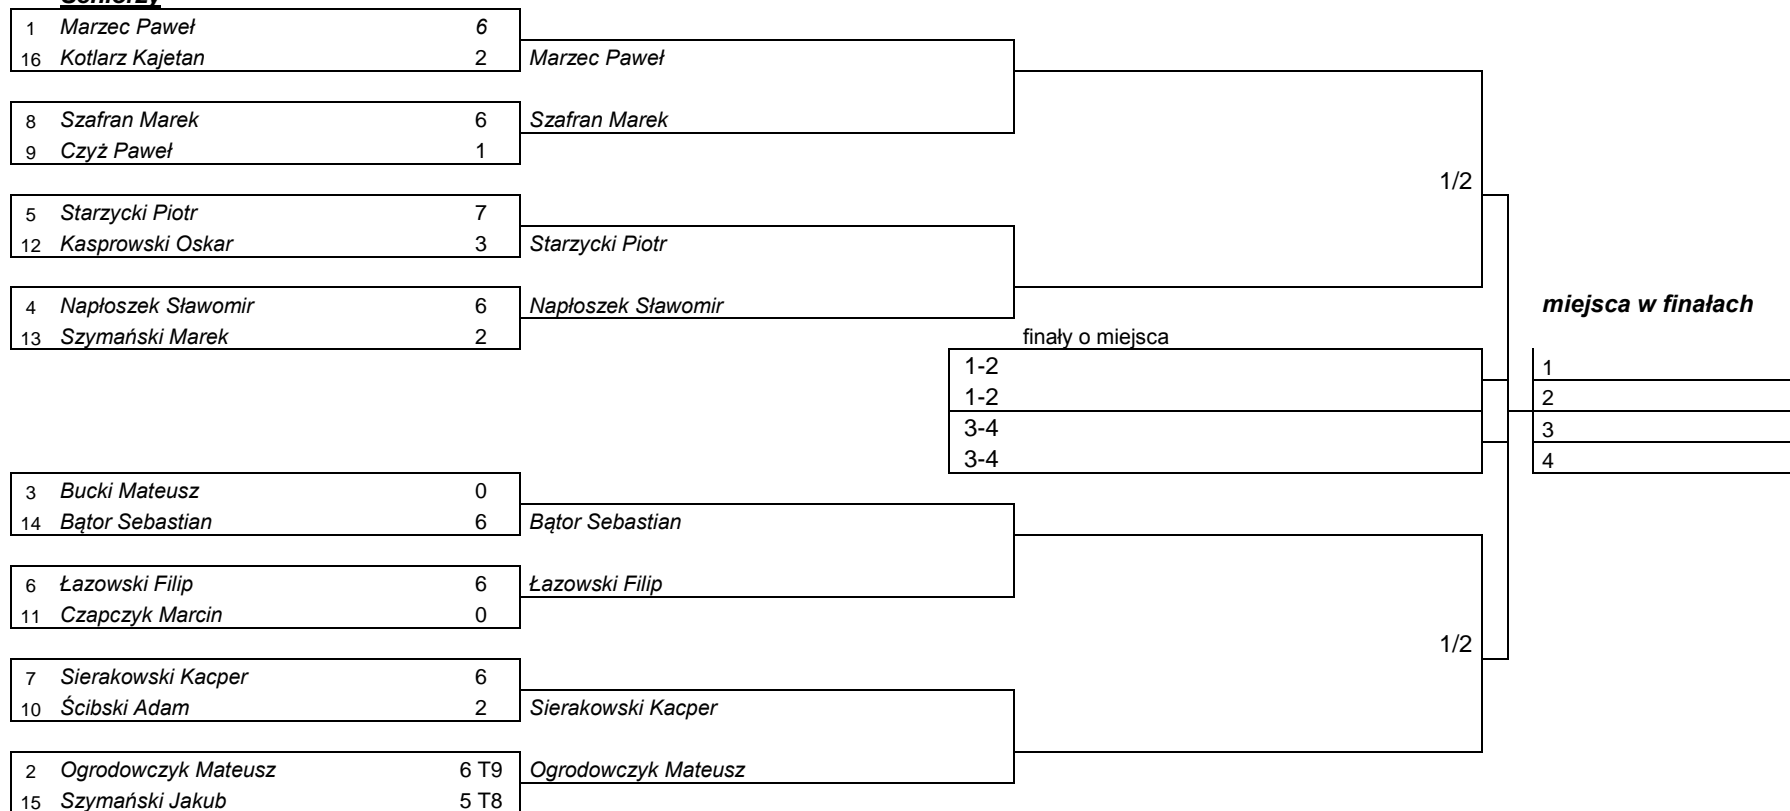 Seniorzy
1 Marzec Paweł 6
16 Kotlarz Kajetan 2 Marzec Paweł
8 Szafran Marek 6 Szafran Marek
9 Czyż Paweł 1
1/2
5 Starzycki Piotr 7
12 Kasprowski Oskar 3 Starzycki Piotr
4 Napłoszek Sławomir 6 Napłoszek Sławomir miejsca w finałach
13 Szymański Marek 2 finały o miejsca
1-2 1
1-2 2
3-4 3
3-4 4
3 Bucki Mateusz 0
14 Bątor Sebastian 6 Bątor Sebastian
6 Łazowski Filip 6 Łazowski Filip
11 Czapczyk Marcin 0
1/2
7 Sierakowski Kacper 6
10 Ścibski Adam 2 Sierakowski Kacper
2 Ogrodowczyk Mateusz 6 T9 Ogrodowczyk Mateusz
15 Szymański Jakub 5 T8